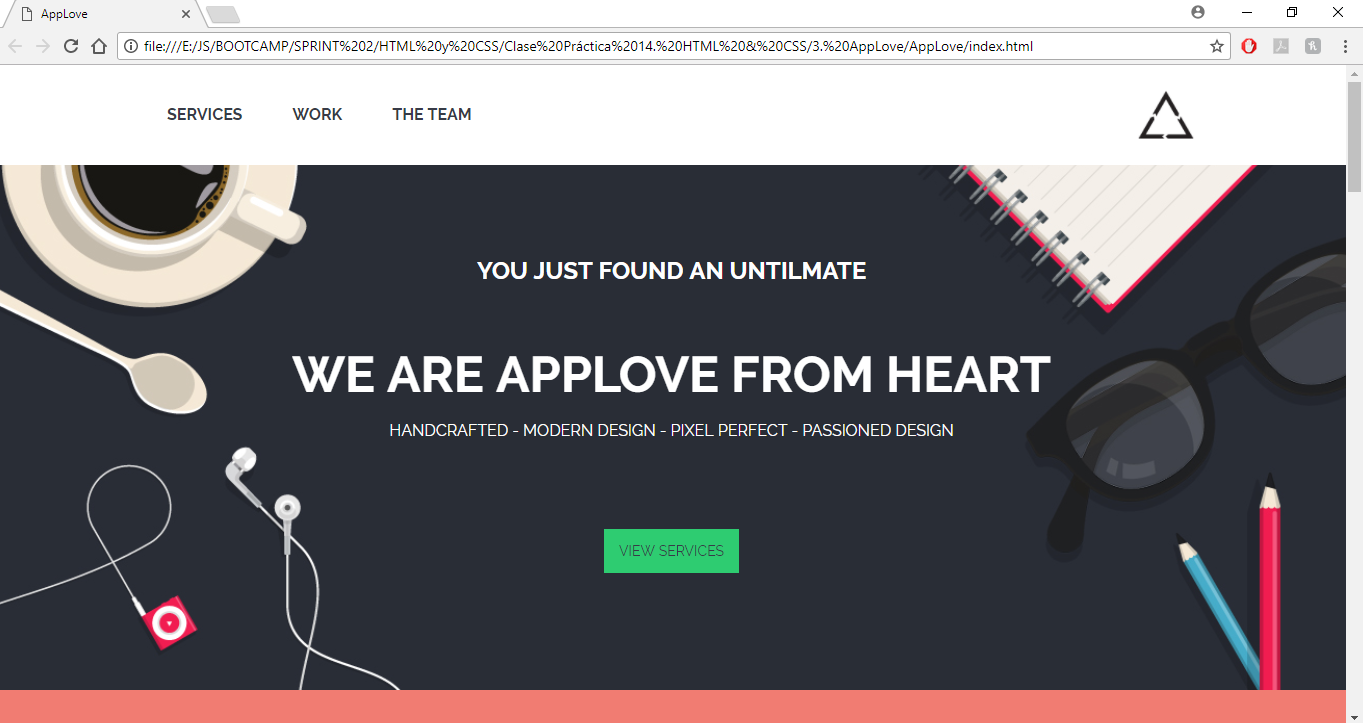 AppLove
file:///E:/JS/BOOTCAMP/SPRINT%202/HTML%20y%20CSS/Clase%20Práctica%2014.%20HTML%20&%20CSS/3.%20AppLove/AppLove/index.html
SERVICES WORK THE TEAM
YOU JUST FOUND AN UNTILMATE
WE ARE APPLOVE FROM HEART
HANDCRAFTED - MODERN DESIGN - PIXEL PERFECT - PASSIONED DESIGN
VIEW SERVICES